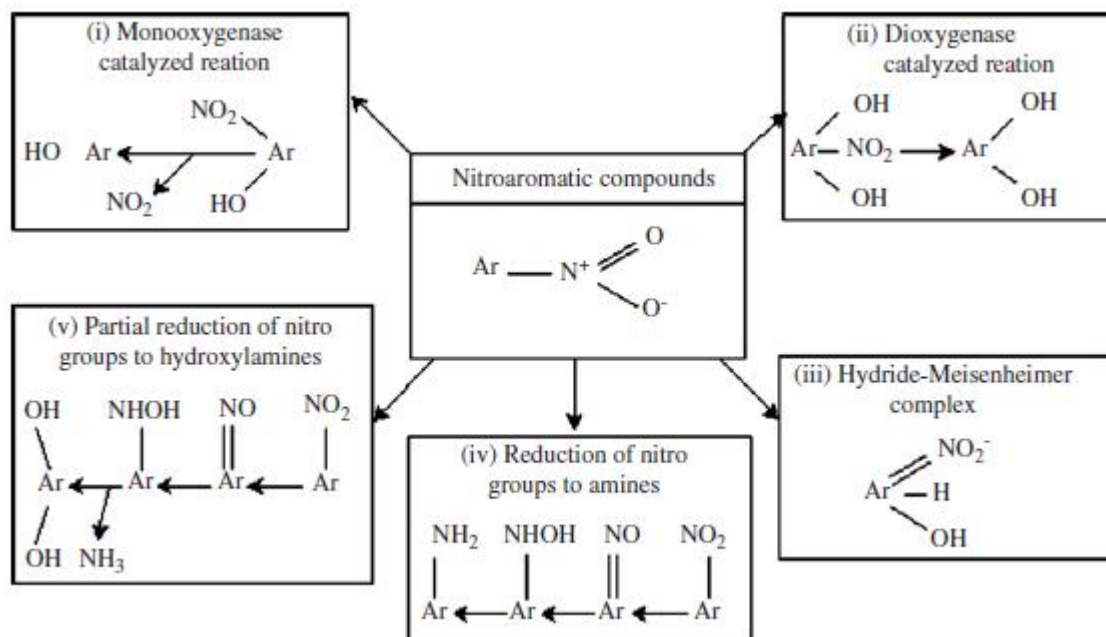 (i) Monooxygenase
catalyzed reation
NO₂
HO Ar Ar
NO₂ HO
(ii) Dioxygenase
catalyzed reation
OH OH
Ar NO₂ Ar
OH OH
Nitroaromatic compounds
O
Ar N⁺
O⁻
(v) Partial reduction of nitro
groups to hydroxylamines
OH NHOH NO NO₂
Ar Ar Ar Ar
OH NH₃
(iv) Reduction of nitro
groups to amines
NH₂ NHOH NO NO₂
Ar Ar Ar Ar
(iii) Hydride-Meisenheimer
complex
NO₂⁻
Ar H
OH